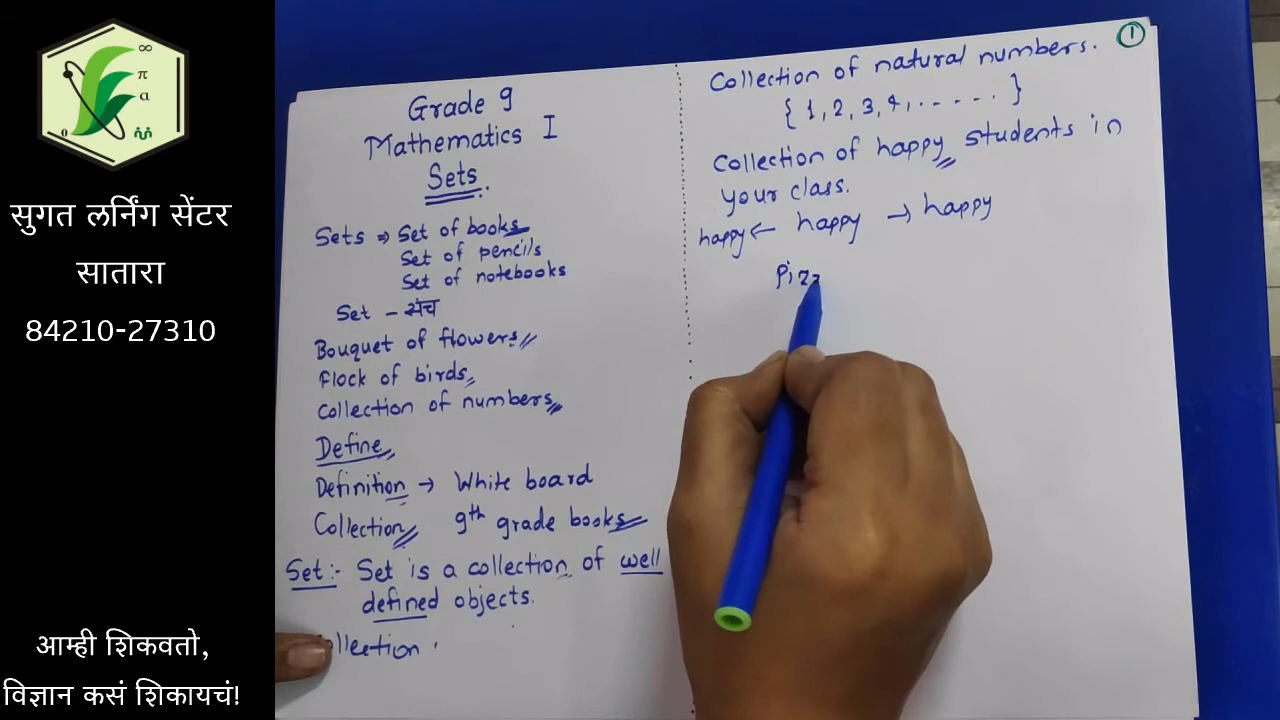 ∞
π
a
0
सुगत लर्निंग सेंटर
सातारा
84210-27310
आम्ही शिकवतो,
विज्ञान कसं शिकायचं!
Grade 9
Mathematics I
Sets.
Sets ⇒ Set of books
Set of pencils
Set of notebooks
Set - संच
Bouquet of flowers
Flock of birds
Collection of numbers
Define
Definition → White board
Collection 9th grade books
Set:- Set is a collection of well
defined objects.
llection
1
Collection of natural numbers.
{ 1, 2, 3, 4, ..... }
Collection of happy students in
your class.
happy ← happy → happy
Pizz